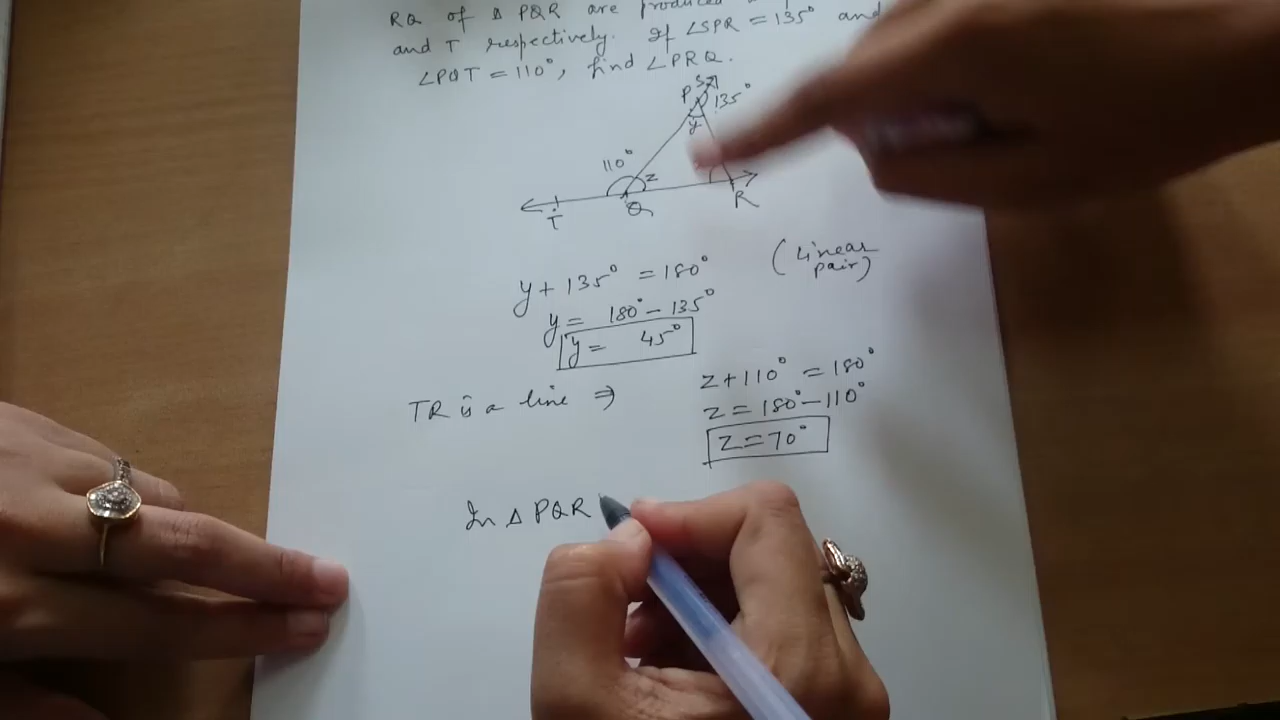 RQ of Δ PQR are produced
and T respectively. If ∠SPR = 135° and
∠PQT = 110°, find ∠PRQ.
S
P 135°
y
110° z
T Q R
y + 135° = 180° (Linear pair)
y = 180° - 135°
y = 45°
TR is a line ⇒
z + 110° = 180°
z = 180° - 110°
z = 70°
In Δ PQR